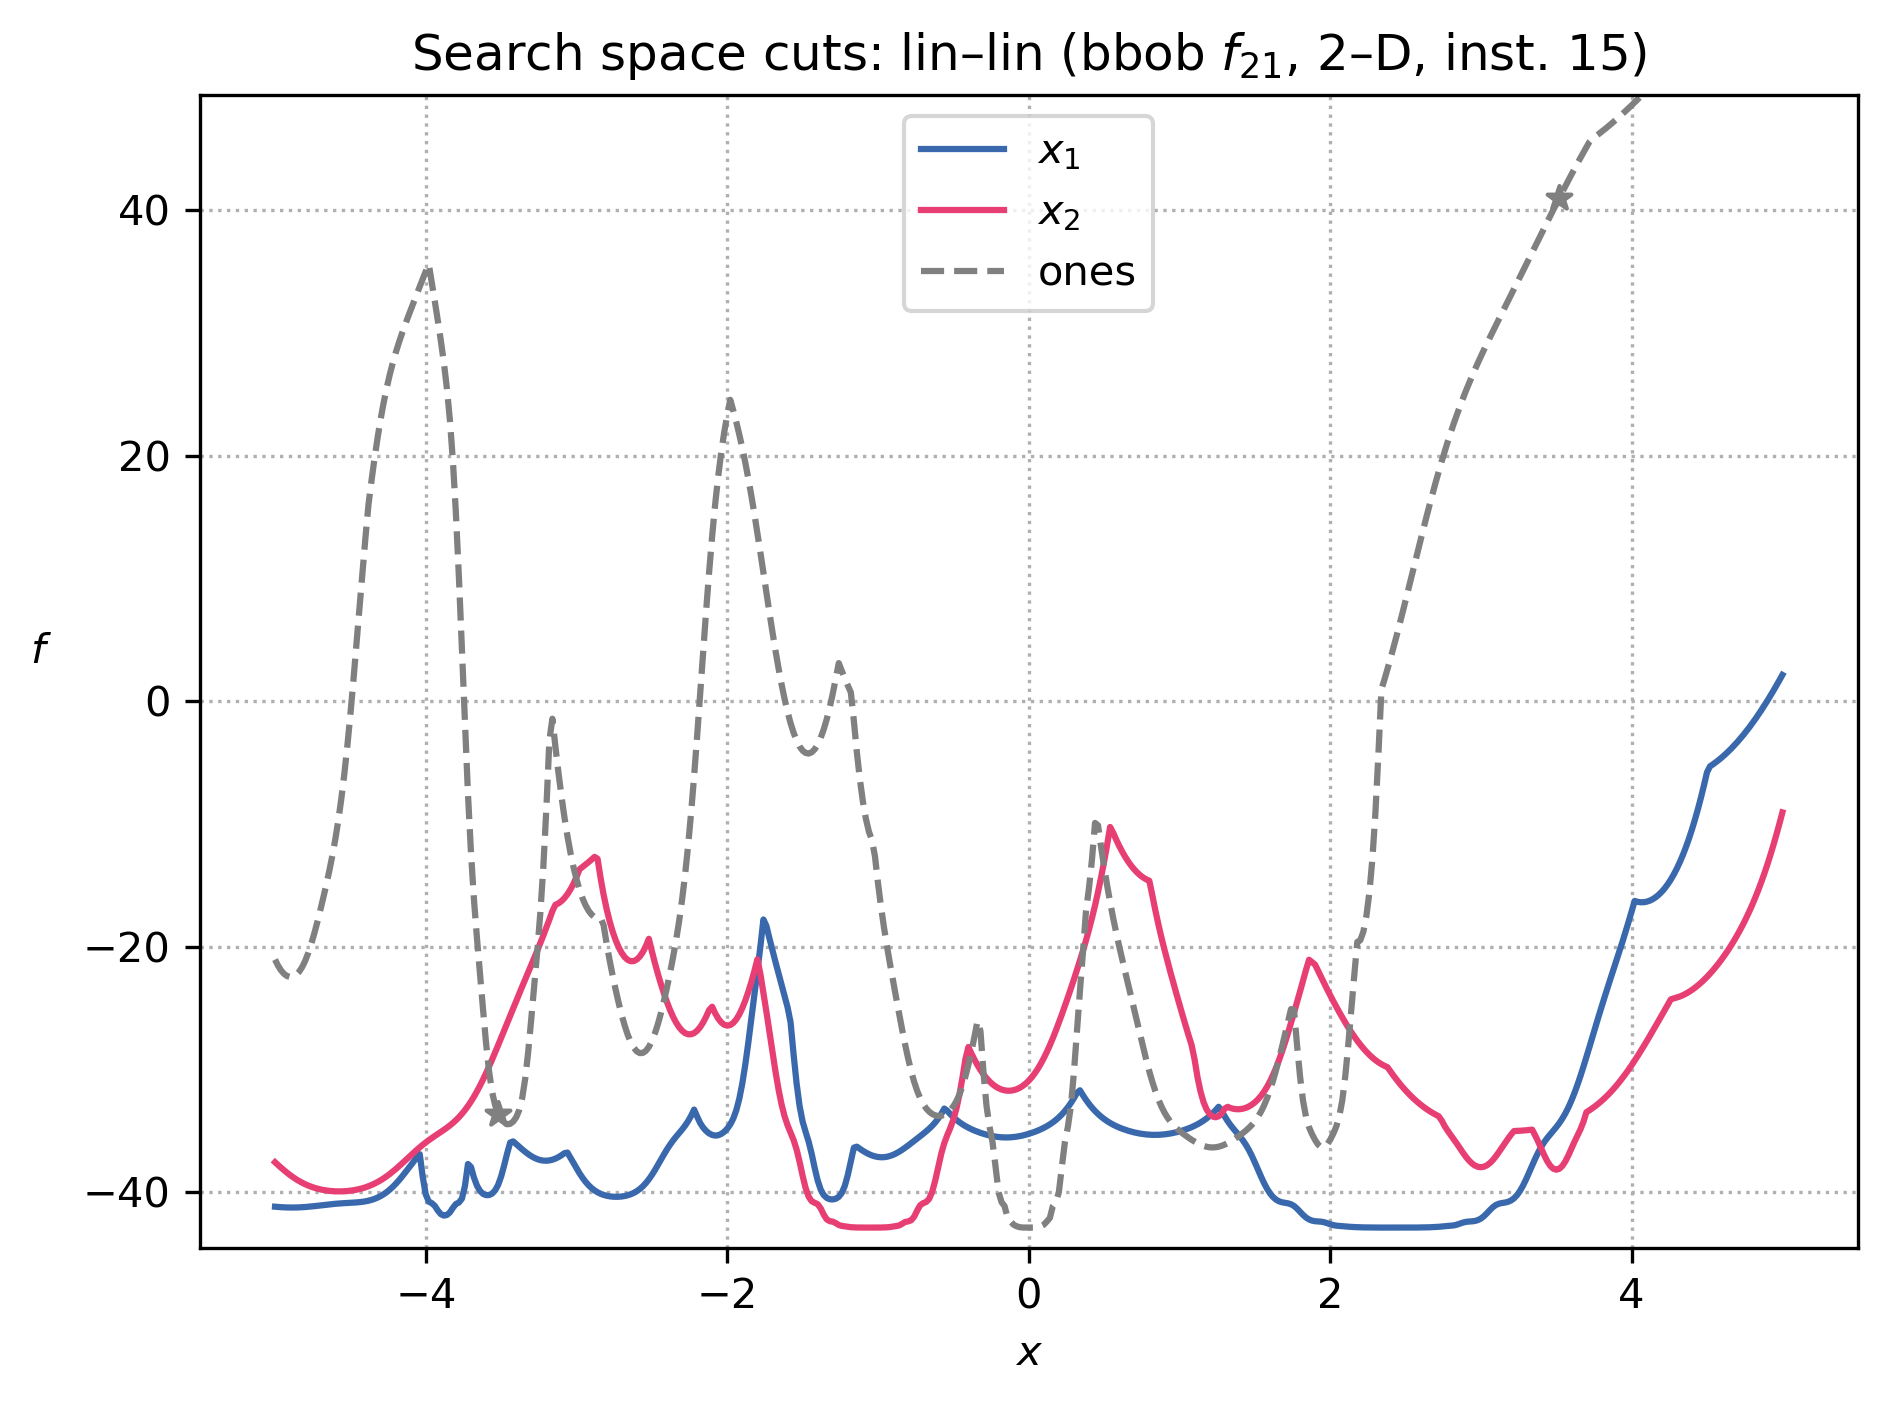 Search space cuts: lin–lin (bbob f21, 2–D, inst. 15)
x1
x2
ones
40
20
0
−20
−40
f
−4
−2
0
2
4
x